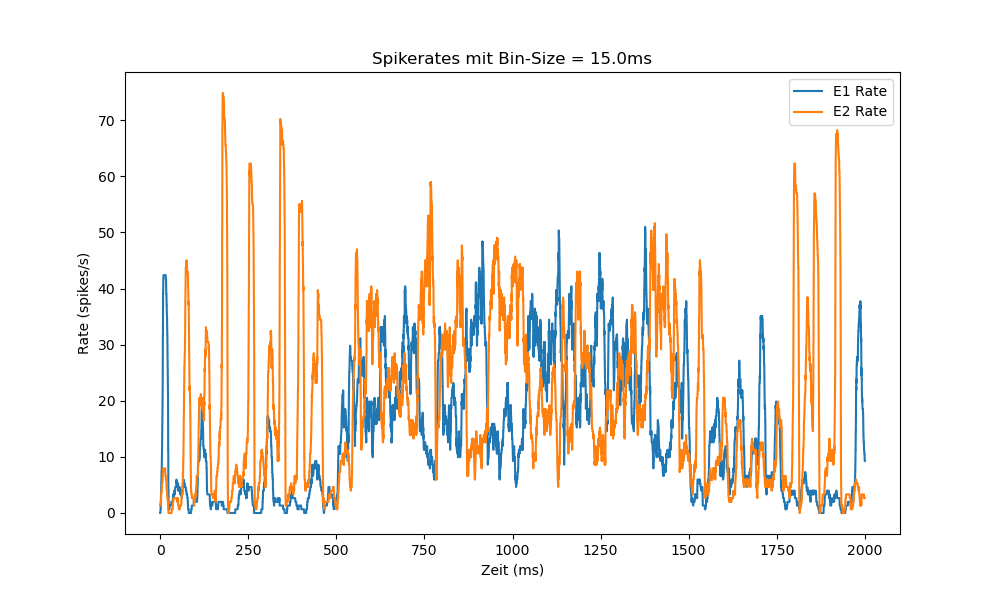 Spikerates mit Bin-Size = 15.0ms
E1 Rate
E2 Rate
Rate (spikes/s)
70
60
50
40
30
20
10
0
0 250 500 750 1000 1250 1500 1750 2000
Zeit (ms)